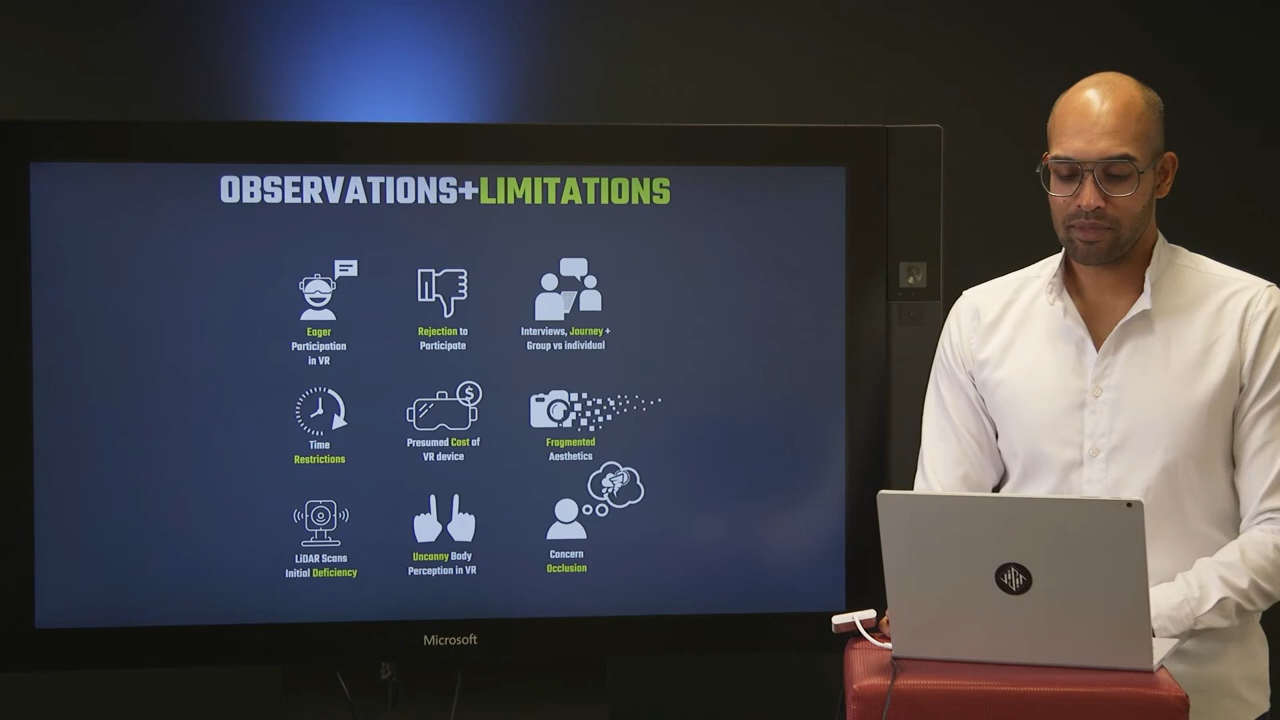 OBSERVATIONS+LIMITATIONS
Eager
Participation
in VR
Rejection to
Participate
Interviews, Journey +
Group vs individual
Time
Restrictions
$
Presumed Cost of
VR device
Fragmented
Aesthetics
LiDAR Scans
Initial Deficiency
Uncanny Body
Perception in VR
Concern
Occlusion
Microsoft